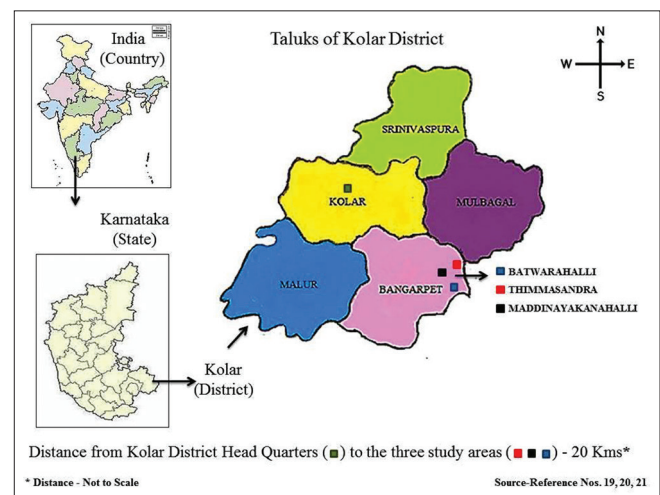 India
(Country)
Taluks of Kolar District
N
W
E
S
SRINIVASPURA
KOLAR
MULBAGAL
Karnataka
(State)
MALUR
BANGARPET
BATWARAHALLI
THIMMASANDRA
MADDINAYAKANAHALLI
Kolar
(District)
Distance from Kolar District Head Quarters ( ) to the three study areas ( ) - 20 Kms*
* Distance - Not to Scale
Source-Reference Nos. 19, 20, 21